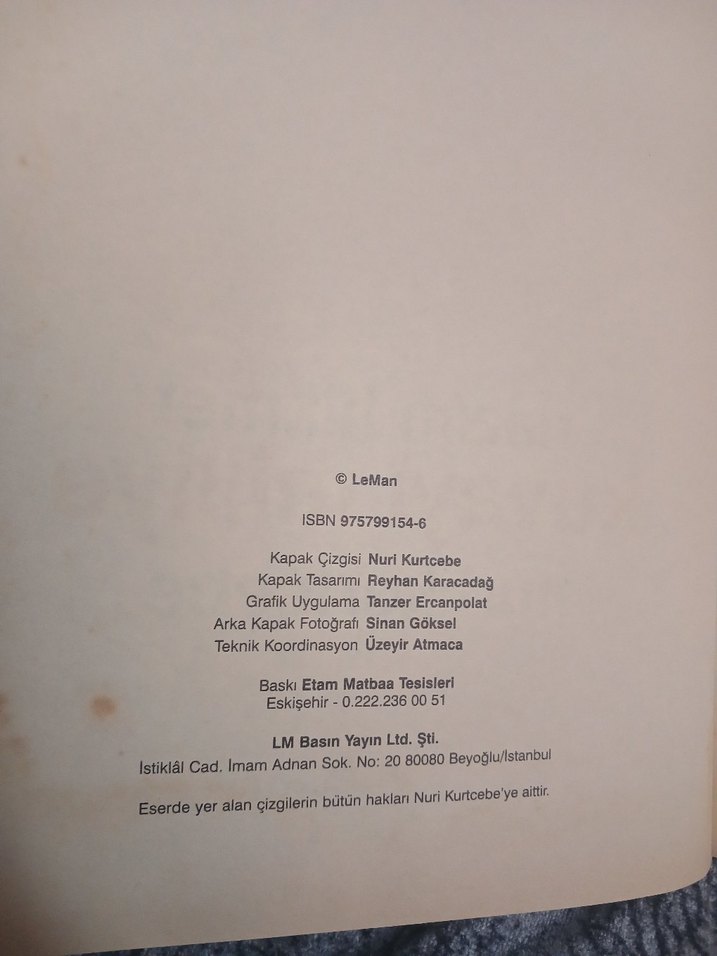 © LeMan
ISBN 975799154-6
Kapak Çizgisi Nuri Kurtcebe
Kapak Tasarımı Reyhan Karacadağ
Grafik Uygulama Tanzer Ercanpolat
Arka Kapak Fotoğrafı Sinan Göksel
Teknik Koordinasyon Üzeyir Atmaca
Baskı Etam Matbaa Tesisleri
Eskişehir - 0.222.236 00 51
LM Basın Yayın Ltd. Şti.
İstiklâl Cad. İmam Adnan Sok. No: 20 80080 Beyoğlu/İstanbul
Eserde yer alan çizgilerin bütün hakları Nuri Kurtcebe'ye aittir.